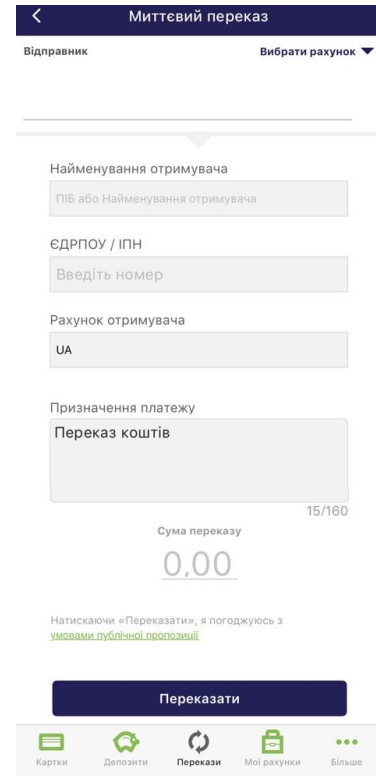 Миттєвий переказ
Відправник
Вибрати рахунок
Найменування отримувача
ПІБ або Найменування отримувача
ЄДРПОУ / ІПН
Введіть номер
Рахунок отримувача
UA
Призначення платежу
Переказ коштів
15/160
Сума переказу
0,00
Натискаючи «Переказати», я погоджуюсь з
умовами публічної пропозиції
Переказати
Картки
Депозити
Перекази
Мої рахунки
Більше